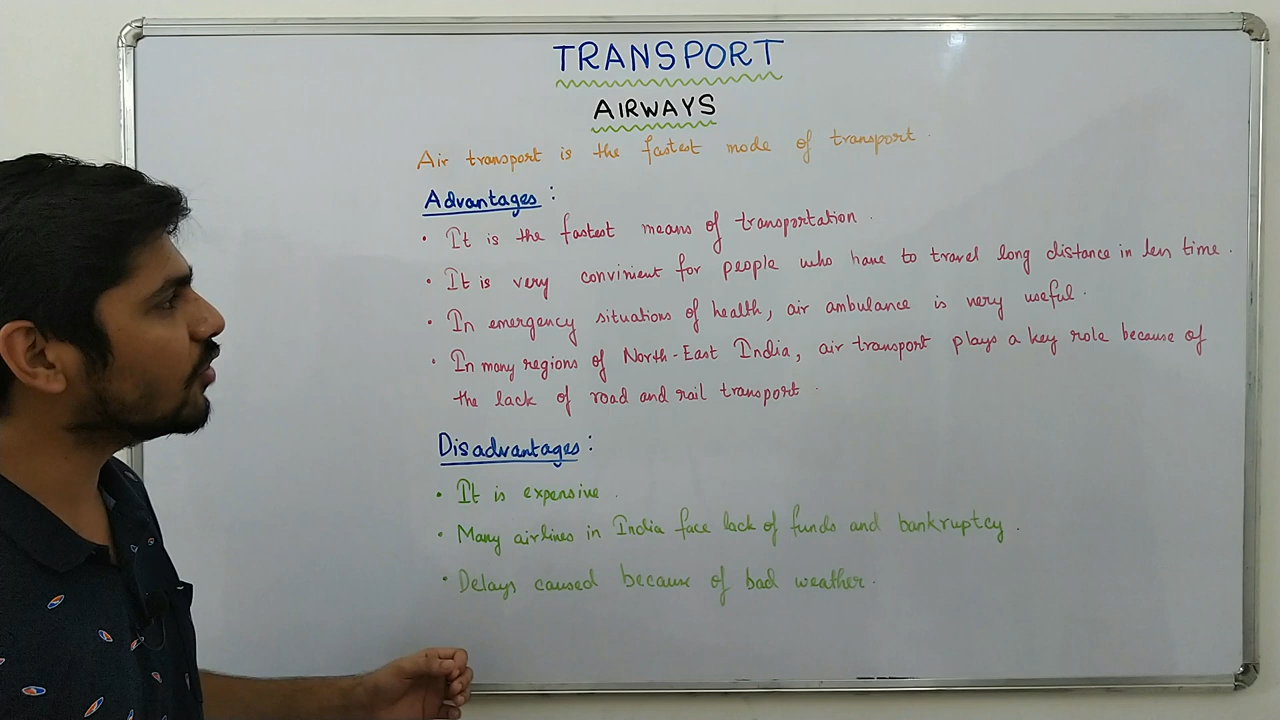 TRANSPORT
AIRWAYS
Air transport is the fastest mode of transport.
Advantages:
• It is the fastest means of transportation.
• It is very convinient for people who have to travel long distance in less time.
• In emergency situations of health, air ambulance is very useful.
• In many regions of North-East India, air transport plays a key role because of
the lack of road and rail transport.
Disadvantages:
• It is expensive.
• Many airlines in India face lack of funds and bankruptcy.
• Delays caused because of bad weather.